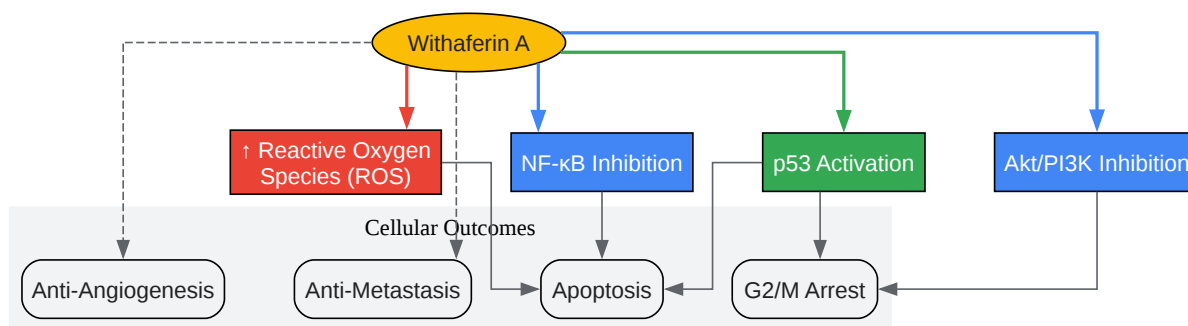 Withaferin A
↑ Reactive Oxygen
Species (ROS)
NF-κB Inhibition
p53 Activation
Akt/PI3K Inhibition
Cellular Outcomes
Anti-Angiogenesis
Anti-Metastasis
Apoptosis
G2/M Arrest